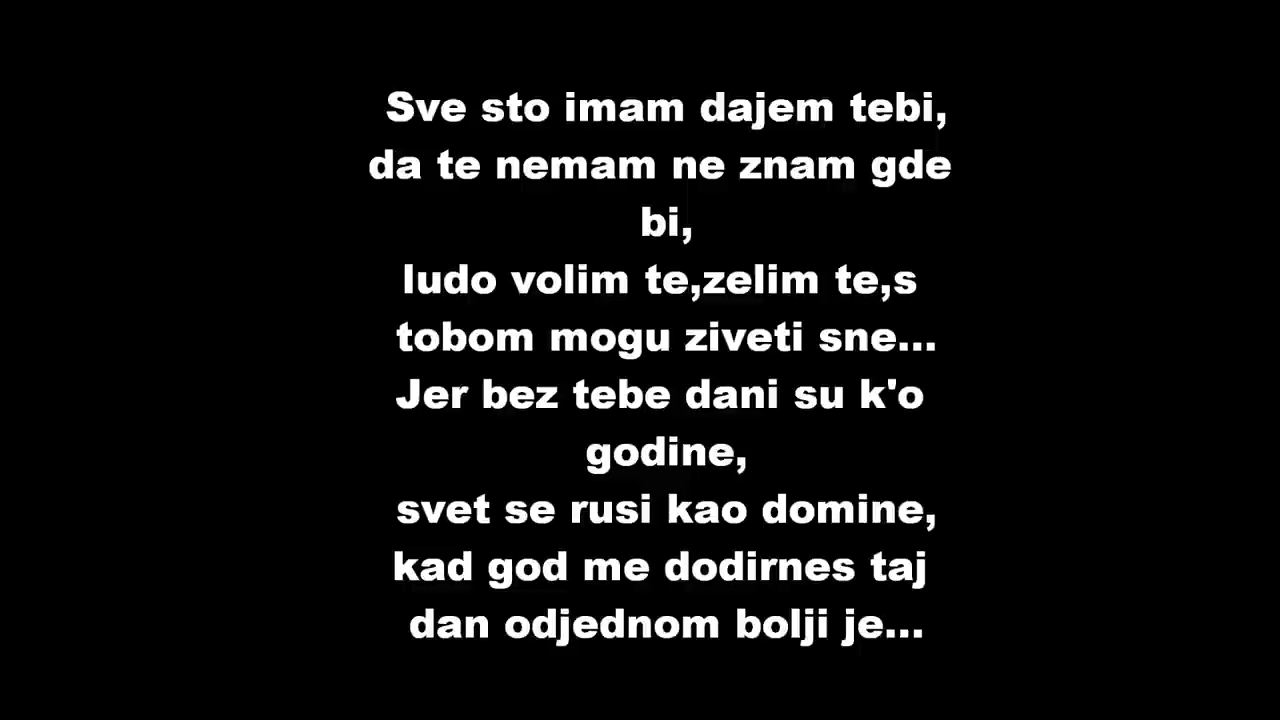 Sve sto imam dajem tebi,
da te nemam ne znam gde
bi,
ludo volim te,zelim te,s
tobom mogu ziveti sne...
Jer bez tebe dani su k'o
godine,
svet se rusi kao domine,
kad god me dodirnes taj
dan odjednom bolji je...